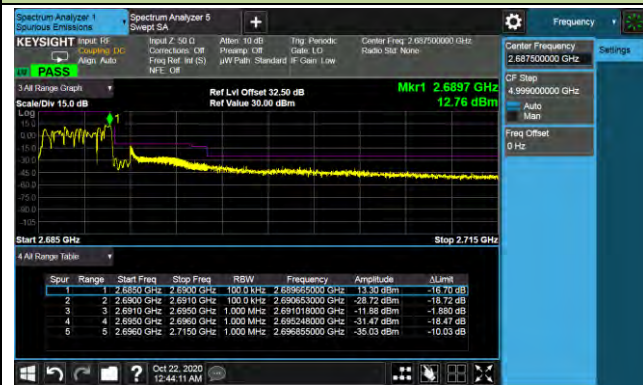 Spectrum Analyzer 1
Spurious Emissions
Spectrum Analyzer 5
Swept SA
+
Frequency
KEYSIGHT
Input: RF
Coupling: DC
Align: Auto
Input Z: 50 Ω
Corrections: Off
Freq Ref: Int (S)
NFE: Off
Atten: 10 dB
Preamp: Off
µW Path: Standard
Trig: Periodic
Gate: LO
IF Gain: Low
Center Freq: 2.687500000 GHz
Radio Std: None
PASS
Center Frequency
2.687500000 GHz
Settings
CF Step
4.999000000 GHz
Auto
Man
Freq Offset
0 Hz
3 All Range Graph
Scale/Div 15.0 dB
Ref Lvl Offset 32.50 dB
Ref Value 30.00 dBm
Mkr1 2.6897 GHz
12.76 dBm
Log
15.0
0.00
-15.0
-30.0
-45.0
-60.0
-75.0
-90.0
-105
1
Start 2.685 GHz
Stop 2.715 GHz
4 All Range Table
Spur Range Start Freq Stop Freq RBW Frequency Amplitude ΔLimit
1 1 2.6850 GHz 2.6900 GHz 100.0 kHz 2.689665000 GHz 13.30 dBm -16.70 dB
2 2 2.6900 GHz 2.6910 GHz 100.0 kHz 2.690653000 GHz -28.72 dBm -18.72 dB
3 3 2.6910 GHz 2.6950 GHz 1.000 MHz 2.691018000 GHz -11.88 dBm -1.880 dB
4 4 2.6950 GHz 2.6960 GHz 1.000 MHz 2.695248000 GHz -31.47 dBm -18.47 dB
5 5 2.6960 GHz 2.7150 GHz 1.000 MHz 2.696855000 GHz -35.03 dBm -10.03 dB
?
Oct 22, 2020
12:44:11 AM